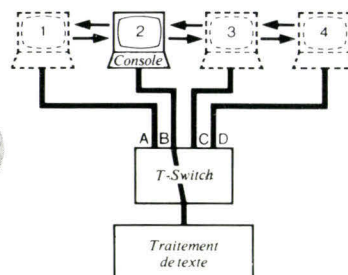 1 2 3 4
Console
A B C D
T-Switch
Traitement
de texte